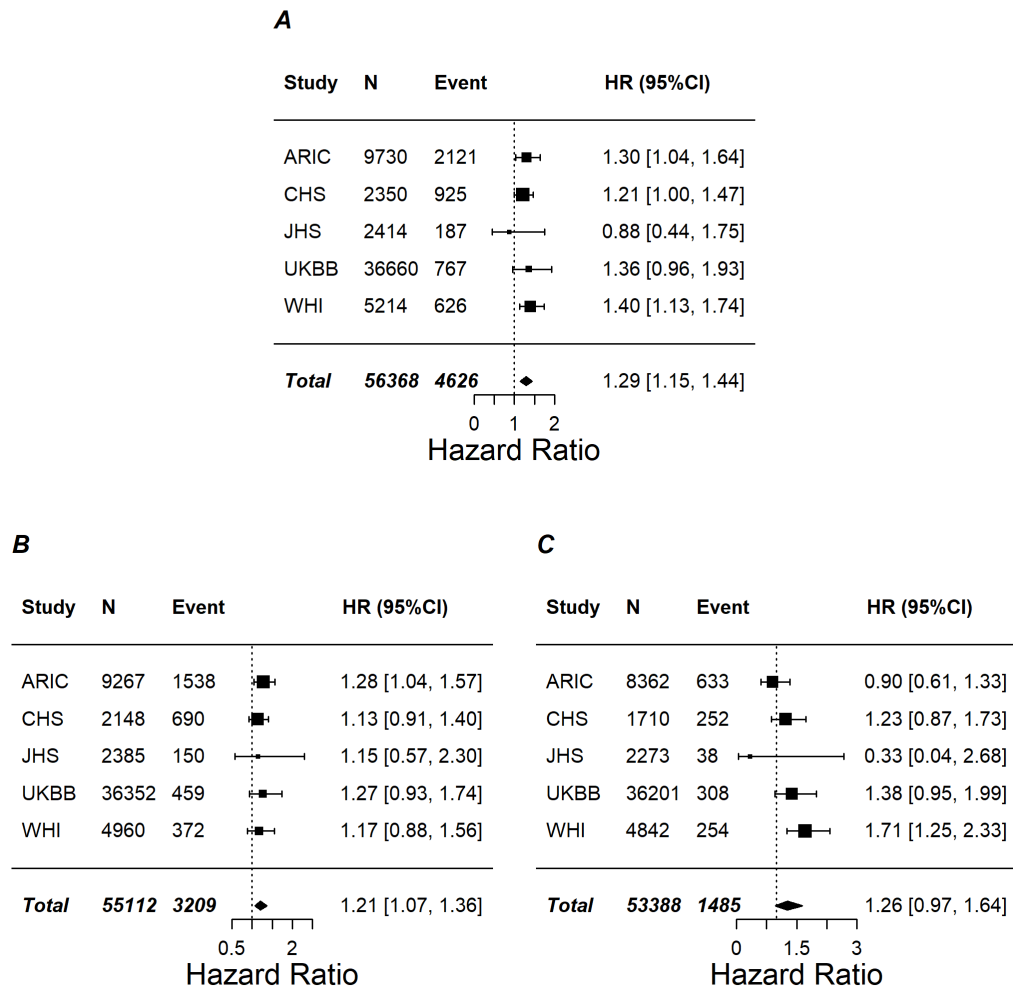 A
Study N Event HR (95%CI)
ARIC 9730 2121 1.30 [1.04, 1.64]
CHS 2350 925 1.21 [1.00, 1.47]
JHS 2414 187 0.88 [0.44, 1.75]
UKBB 36660 767 1.36 [0.96, 1.93]
WHI 5214 626 1.40 [1.13, 1.74]
Total 56368 4626 1.29 [1.15, 1.44]
0 1 2
Hazard Ratio
B
Study N Event HR (95%CI)
ARIC 9267 1538 1.28 [1.04, 1.57]
CHS 2148 690 1.13 [0.91, 1.40]
JHS 2385 150 1.15 [0.57, 2.30]
UKBB 36352 459 1.27 [0.93, 1.74]
WHI 4960 372 1.17 [0.88, 1.56]
Total 55112 3209 1.21 [1.07, 1.36]
0.5 2
Hazard Ratio
C
Study N Event HR (95%CI)
ARIC 8362 633 0.90 [0.61, 1.33]
CHS 1710 252 1.23 [0.87, 1.73]
JHS 2273 38 0.33 [0.04, 2.68]
UKBB 36201 308 1.38 [0.95, 1.99]
WHI 4842 254 1.71 [1.25, 2.33]
Total 53388 1485 1.26 [0.97, 1.64]
0 1.5 3
Hazard Ratio